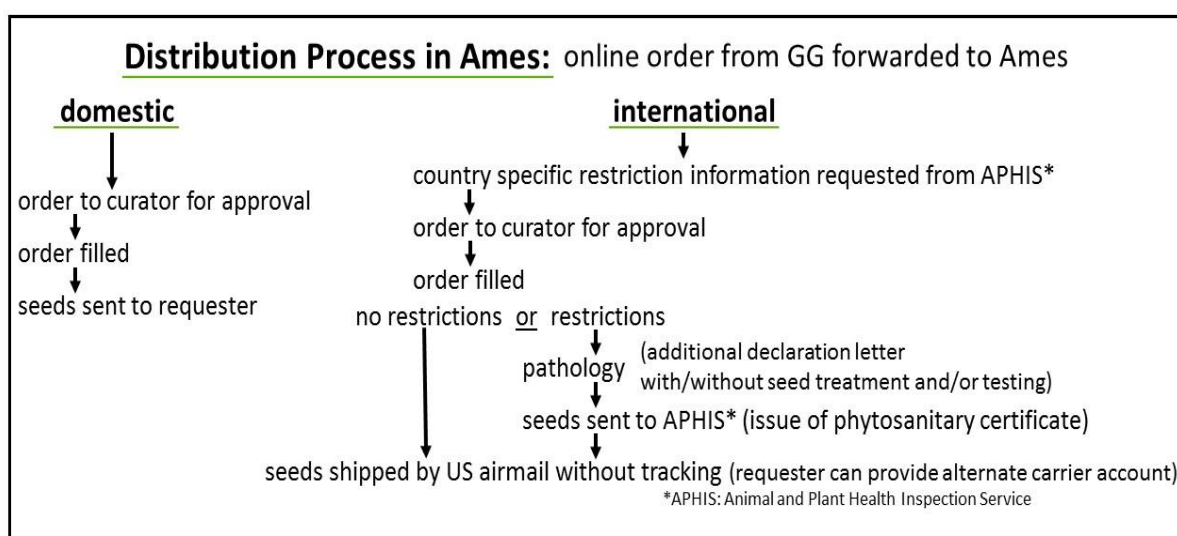 Distribution Process in Ames: online order from GG forwarded to Ames
domestic
order to curator for approval
order filled
seeds sent to requester
international
country specific restriction information requested from APHIS*
order to curator for approval
order filled
no restrictions or restrictions
pathology
(additional declaration letter
with/without seed treatment and/or testing)
seeds sent to APHIS* (issue of phytosanitary certificate)
seeds shipped by US airmail without tracking (requester can provide alternate carrier account)
*APHIS: Animal and Plant Health Inspection Service